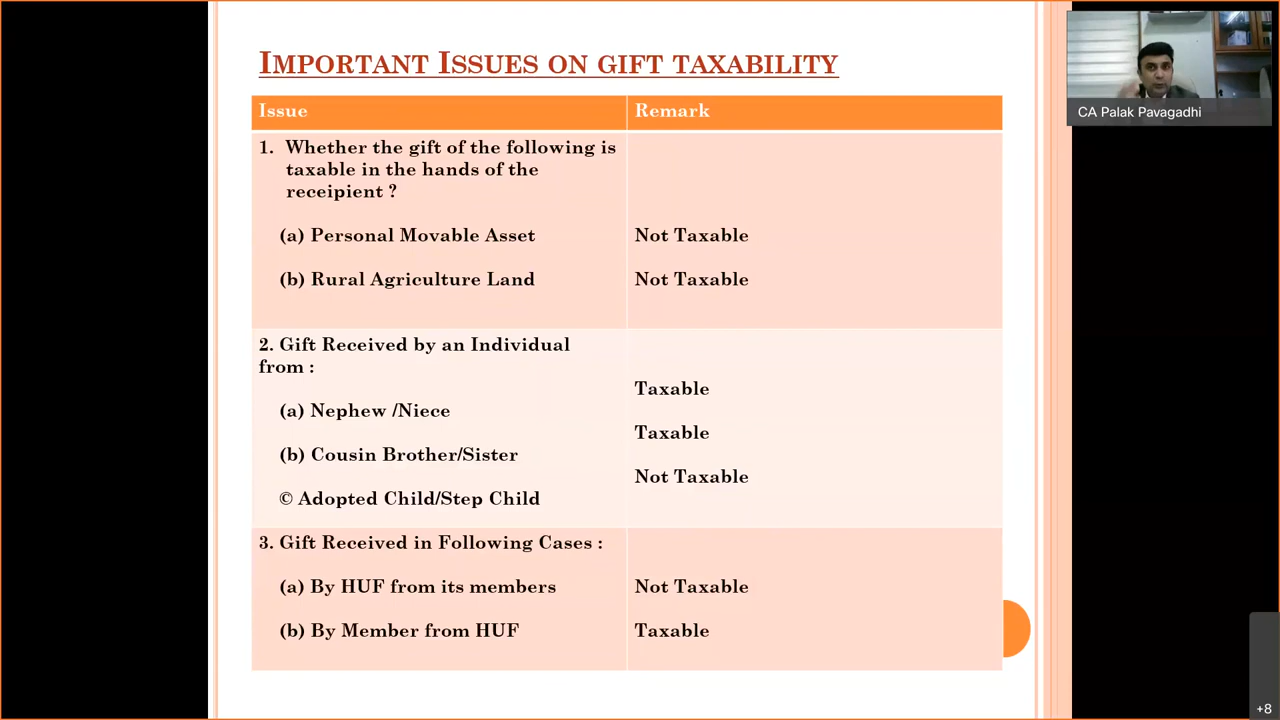 IMPORTANT ISSUES ON GIFT TAXABILITY
Issue
Remark
1. Whether the gift of the following is
taxable in the hands of the
receipient ?
(a) Personal Movable Asset
Not Taxable
(b) Rural Agriculture Land
Not Taxable
2. Gift Received by an Individual
from :
Taxable
(a) Nephew /Niece
Taxable
(b) Cousin Brother/Sister
Not Taxable
© Adopted Child/Step Child
3. Gift Received in Following Cases :
(a) By HUF from its members
Not Taxable
(b) By Member from HUF
Taxable
CA Palak Pavagadhi
+8